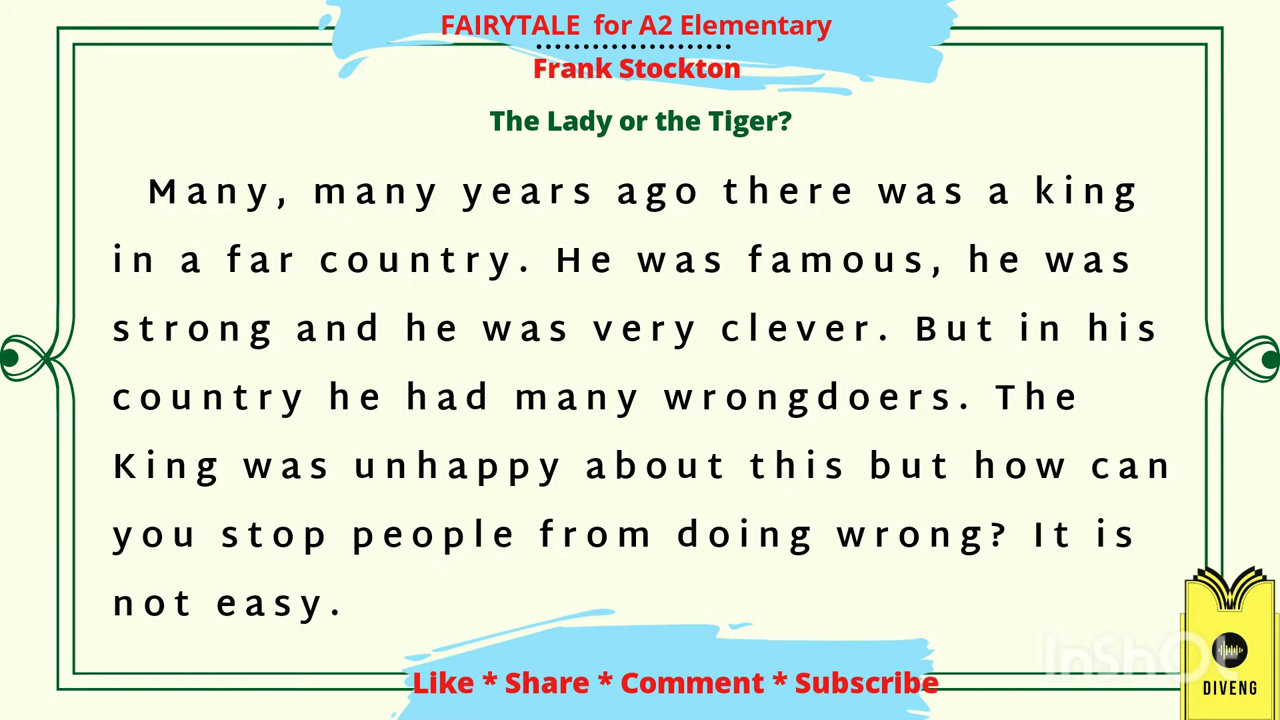 FAIRYTALE for A2 Elementary
Frank Stockton
The Lady or the Tiger?
Many, many years ago there was a king
in a far country. He was famous, he was
strong and he was very clever. But in his
country he had many wrongdoers. The
King was unhappy about this but how can
you stop people from doing wrong? It is
not easy.
InShOt
DIVENG
Like * Share * Comment * Subscribe